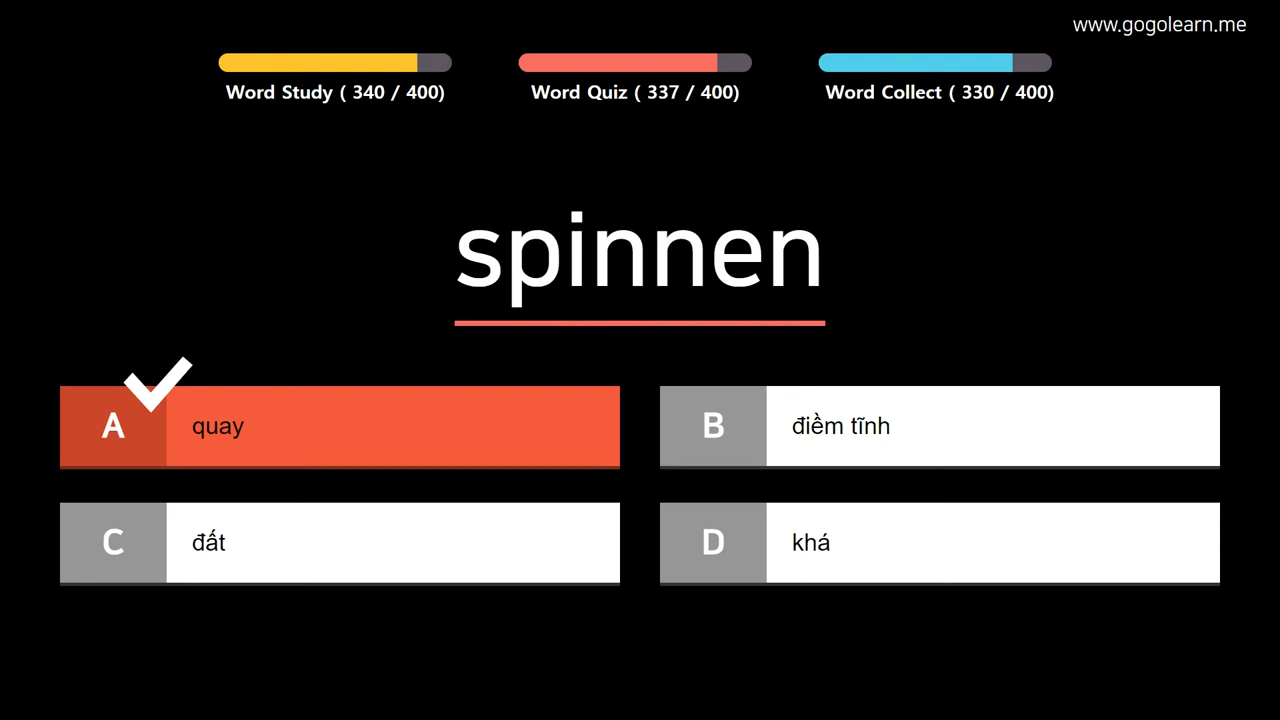 www.gogolearn.me
Word Study ( 340 / 400)
Word Quiz ( 337 / 400)
Word Collect ( 330 / 400)
spinnen
A quay
B điềm tĩnh
C đất
D khá